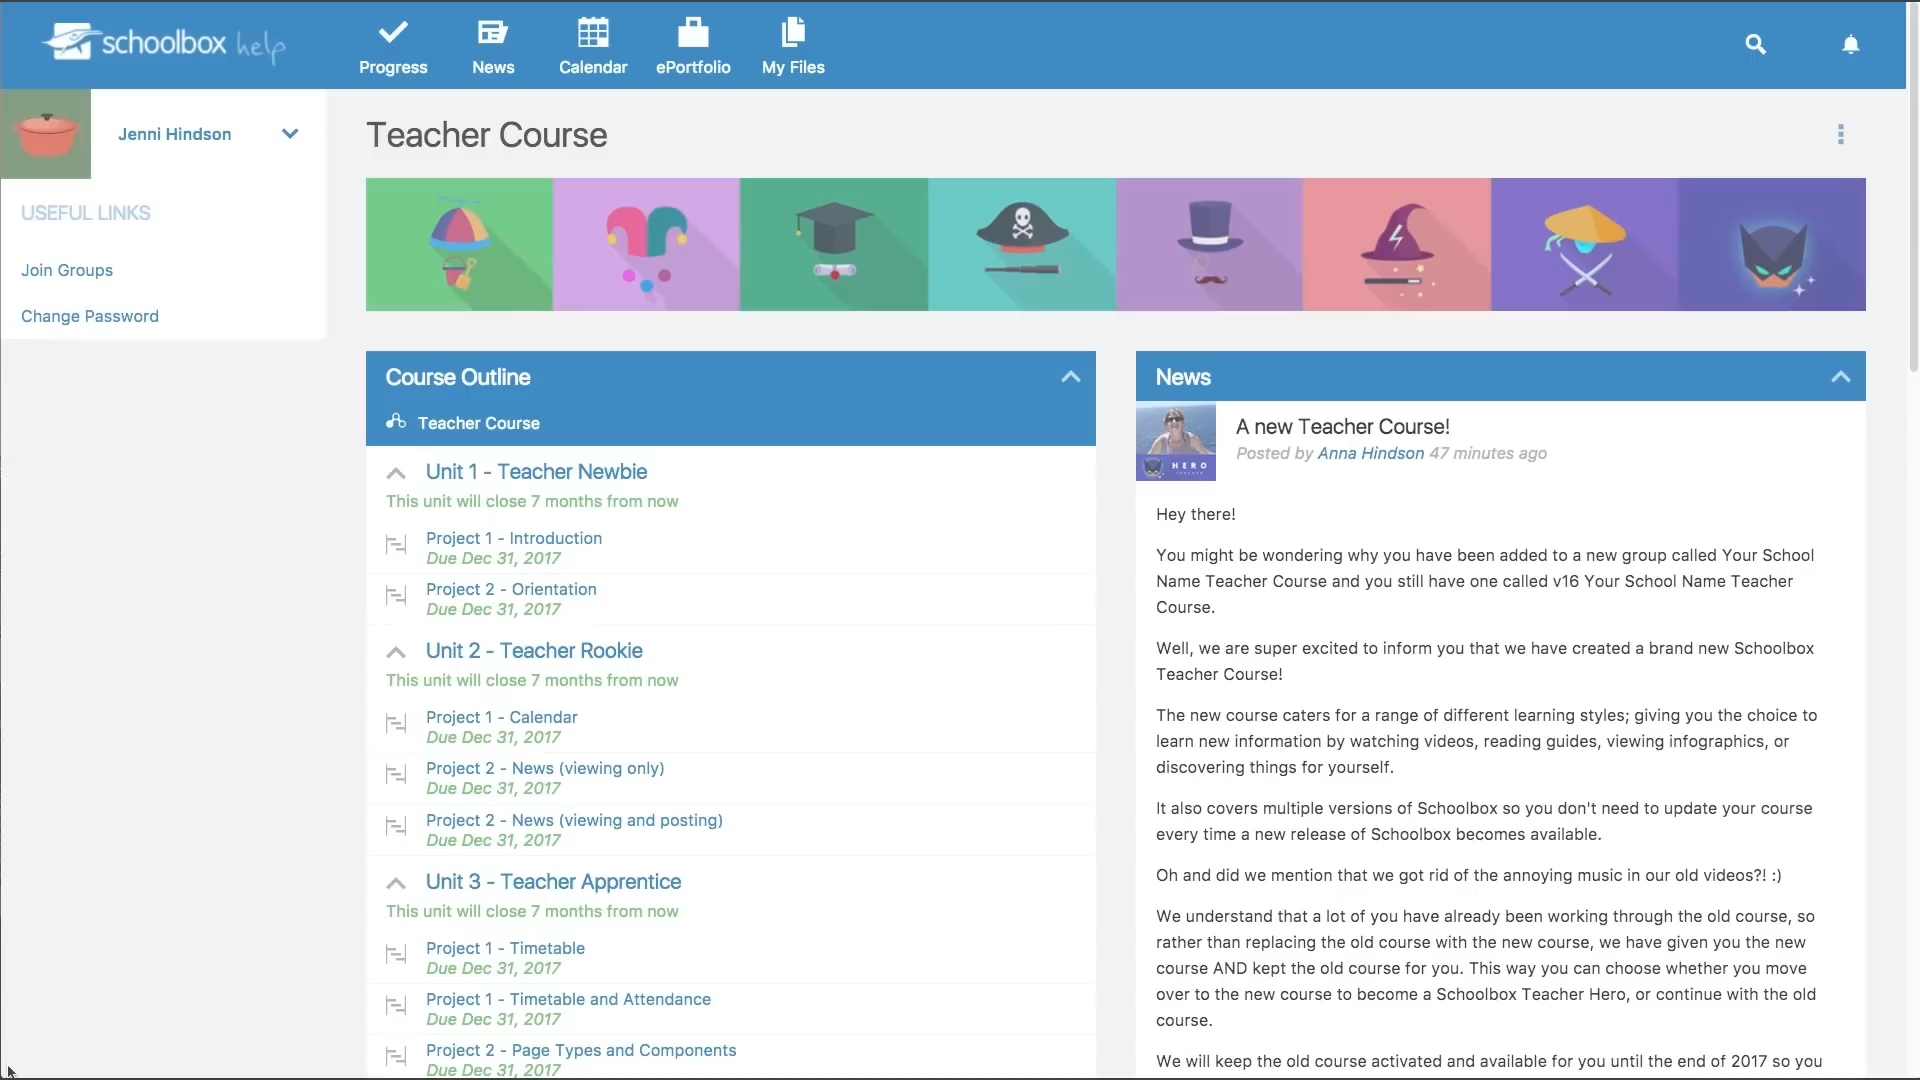 schoolbox help
Progress
News
Calendar
ePortfolio
My Files
Jenni Hindson
USEFUL LINKS
Join Groups
Change Password
Teacher Course
Course Outline
Teacher Course
Unit 1 - Teacher Newbie
This unit will close 7 months from now
Project 1 - Introduction
Due Dec 31, 2017
Project 2 - Orientation
Due Dec 31, 2017
Unit 2 - Teacher Rookie
This unit will close 7 months from now
Project 1 - Calendar
Due Dec 31, 2017
Project 2 - News (viewing only)
Due Dec 31, 2017
Project 2 - News (viewing and posting)
Due Dec 31, 2017
Unit 3 - Teacher Apprentice
This unit will close 7 months from now
Project 1 - Timetable
Due Dec 31, 2017
Project 1 - Timetable and Attendance
Due Dec 31, 2017
Project 2 - Page Types and Components
Due Dec 31, 2017
News
HERO
A new Teacher Course!
Posted by Anna Hindson 47 minutes ago
Hey there!
You might be wondering why you have been added to a new group called Your School
Name Teacher Course and you still have one called v16 Your School Name Teacher
Course.
Well, we are super excited to inform you that we have created a brand new Schoolbox
Teacher Course!
The new course caters for a range of different learning styles; giving you the choice to
learn new information by watching videos, reading guides, viewing infographics, or
discovering things for yourself.
It also covers multiple versions of Schoolbox so you don't need to update your course
every time a new release of Schoolbox becomes available.
Oh and did we mention that we got rid of the annoying music in our old videos?! :)
We understand that a lot of you have already been working through the old course, so
rather than replacing the old course with the new course, we have given you the new
course AND kept the old course for you. This way you can choose whether you move
over to the new course to become a Schoolbox Teacher Hero, or continue with the old
course.
We will keep the old course activated and available for you until the end of 2017 so you